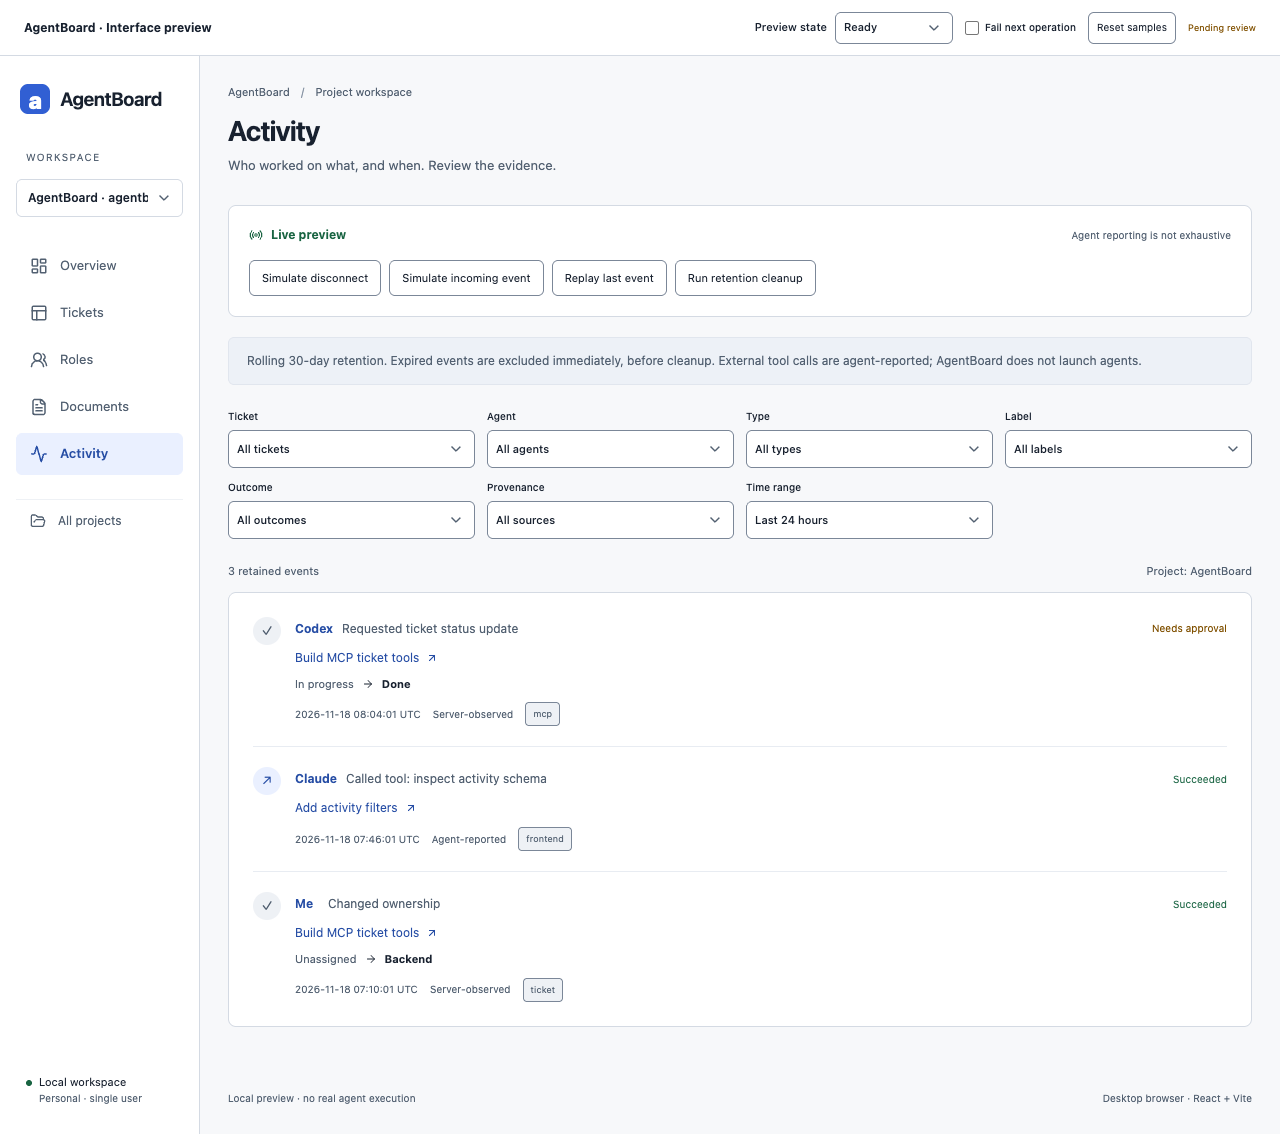 AgentBoard · Interface preview
Preview state
Ready
Fail next operation
Reset samples
Pending review
a
AgentBoard
WORKSPACE
AgentBoard · agentb
Overview
Tickets
Roles
Documents
Activity
All projects
Local workspace
Personal · single user
AgentBoard / Project workspace
Activity
Who worked on what, and when. Review the evidence.
Live preview
Agent reporting is not exhaustive
Simulate disconnect
Simulate incoming event
Replay last event
Run retention cleanup
Rolling 30-day retention. Expired events are excluded immediately, before cleanup. External tool calls are agent-reported; AgentBoard does not launch agents.
Ticket
All tickets
Agent
All agents
Type
All types
Label
All labels
Outcome
All outcomes
Provenance
All sources
Time range
Last 24 hours
3 retained events
Project: AgentBoard
Codex Requested ticket status update
Needs approval
Build MCP ticket tools
In progress → Done
2026-11-18 08:04:01 UTC Server-observed mcp
Claude Called tool: inspect activity schema
Succeeded
Add activity filters
2026-11-18 07:46:01 UTC Agent-reported frontend
Me Changed ownership
Succeeded
Build MCP ticket tools
Unassigned → Backend
2026-11-18 07:10:01 UTC Server-observed ticket
Local preview · no real agent execution
Desktop browser · React + Vite